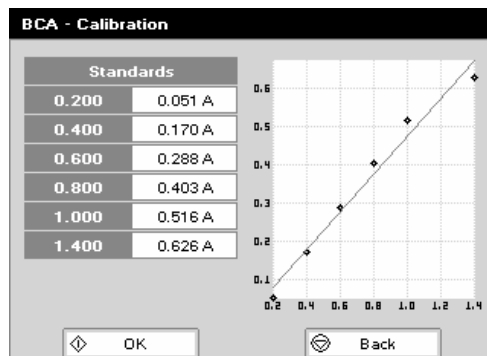 BCA - Calibration
Standards
0.200 0.051 A
0.400 0.170 A
0.600 0.288 A
0.800 0.403 A
1.000 0.516 A
1.400 0.626 A
0.6
0.5
0.4
0.3
0.2
0.1
0.2 0.4 0.6 0.8 1.0 1.2 1.4
OK
Back